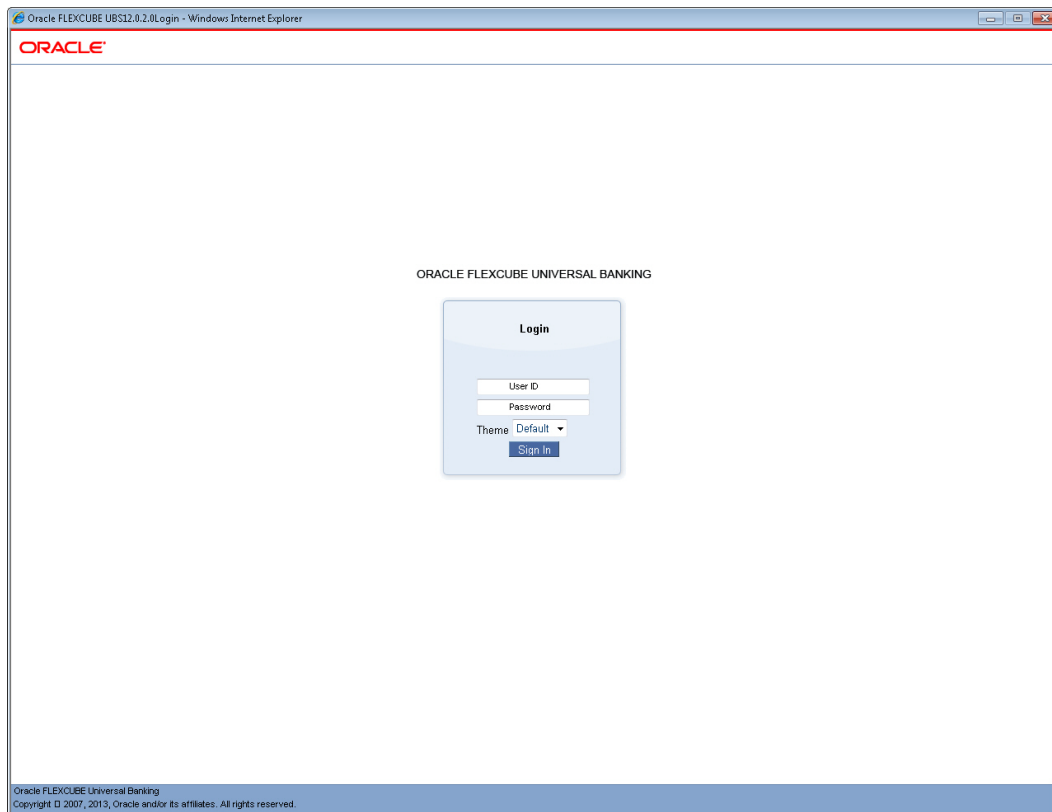 Oracle FLEXCUBE UBS12.0.2.0Login - Windows Internet Explorer
ORACLE
ORACLE FLEXCUBE UNIVERSAL BANKING
Login
User ID
Password
Theme Default
Sign In
Oracle FLEXCUBE Universal Banking
Copyright □ 2007, 2013, Oracle and/or its affiliates. All rights reserved.